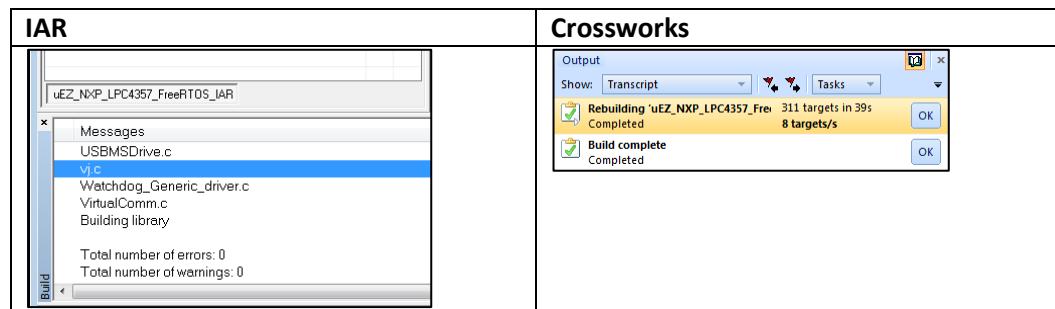 IAR
Crossworks
uEZ_NXP_LPC4357_FreeRTOS_IAR
Messages
USBMSDrive.c
vj.c
Watchdog_Generic_driver.c
VirtualComm.c
Building library
Total number of errors: 0
Total number of warnings: 0
Build
Output
Show: Transcript Tasks
Rebuilding 'uEZ_NXP_LPC4357_Free 311 targets in 39s
Completed 8 targets/s
OK
Build complete
Completed
OK